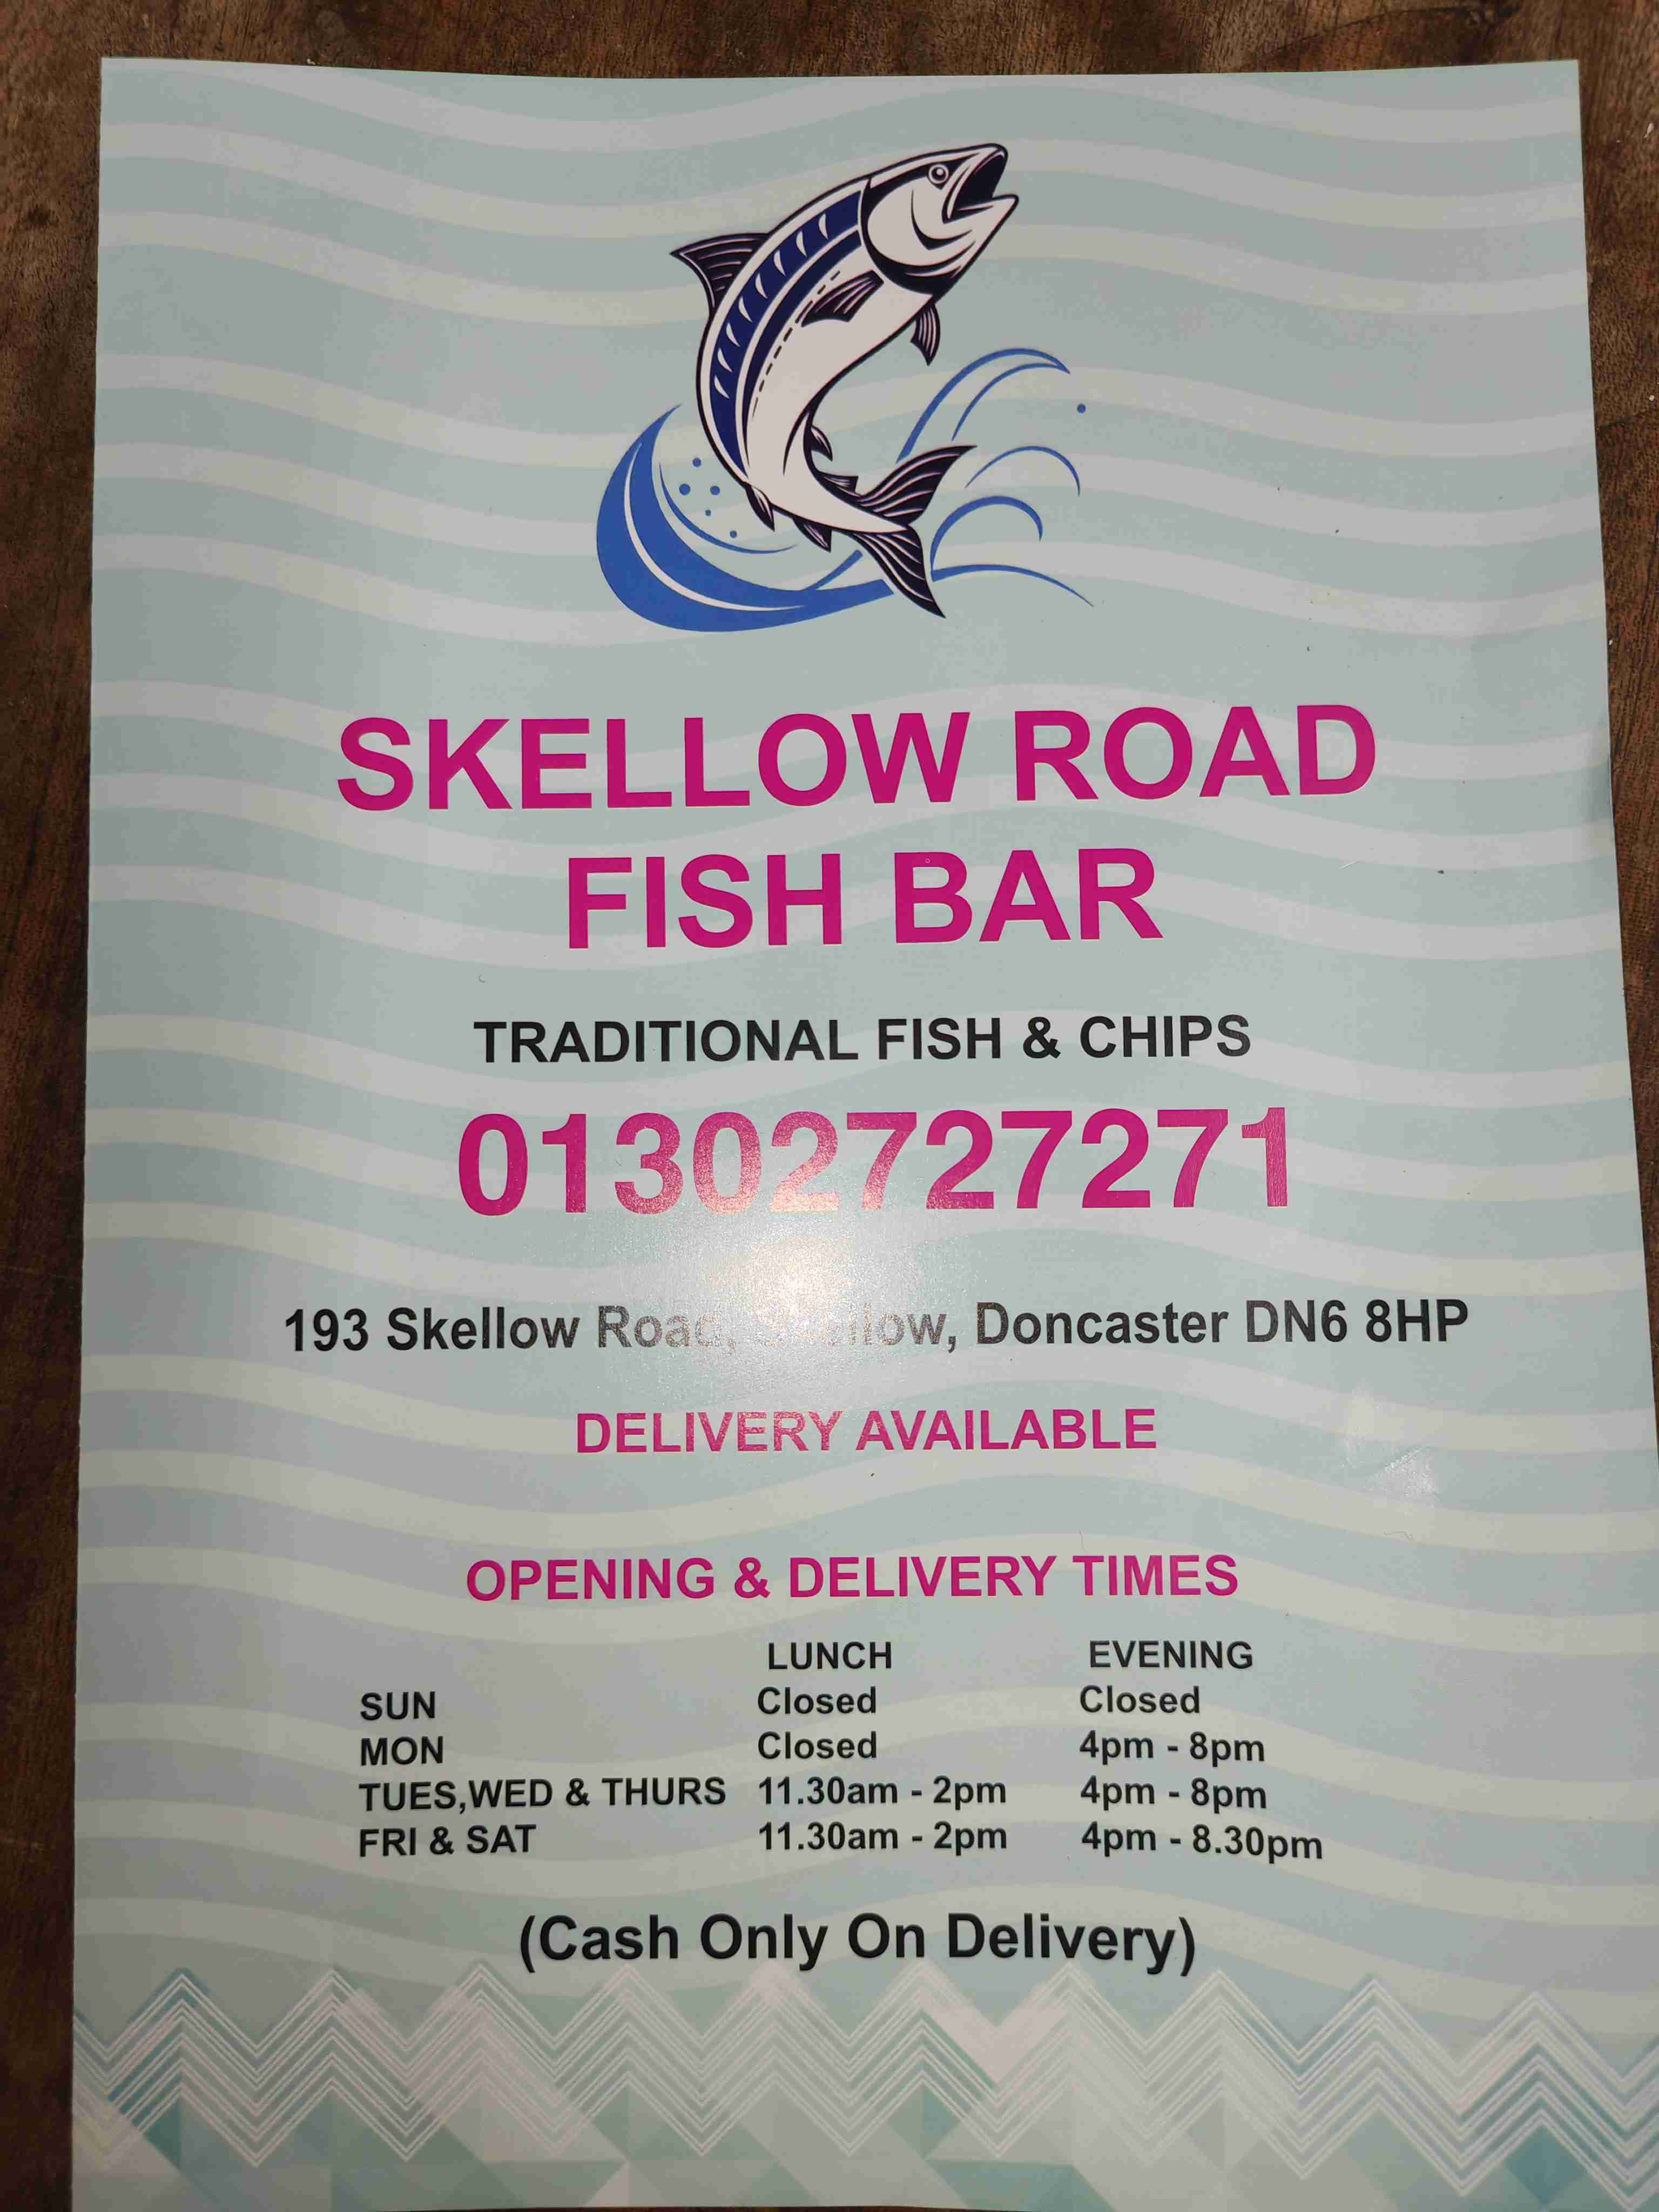 SKELLOW ROAD
FISH BAR
TRADITIONAL FISH & CHIPS
01302727271
193 Skellow Road, Skellow, Doncaster DN6 8HP
DELIVERY AVAILABLE
OPENING & DELIVERY TIMES
LUNCH EVENING
SUN Closed Closed
MON Closed 4pm - 8pm
TUES,WED & THURS 11.30am - 2pm 4pm - 8pm
FRI & SAT 11.30am - 2pm 4pm - 8.30pm
(Cash Only On Delivery)